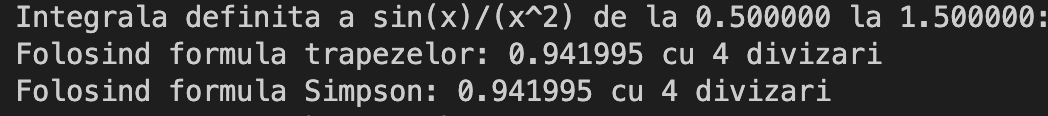 Integrala definita a sin(x)/(x^2) de la 0.500000 la 1.500000:
Folosind formula trapezelor: 0.941995 cu 4 divizari
Folosind formula Simpson: 0.941995 cu 4 divizari